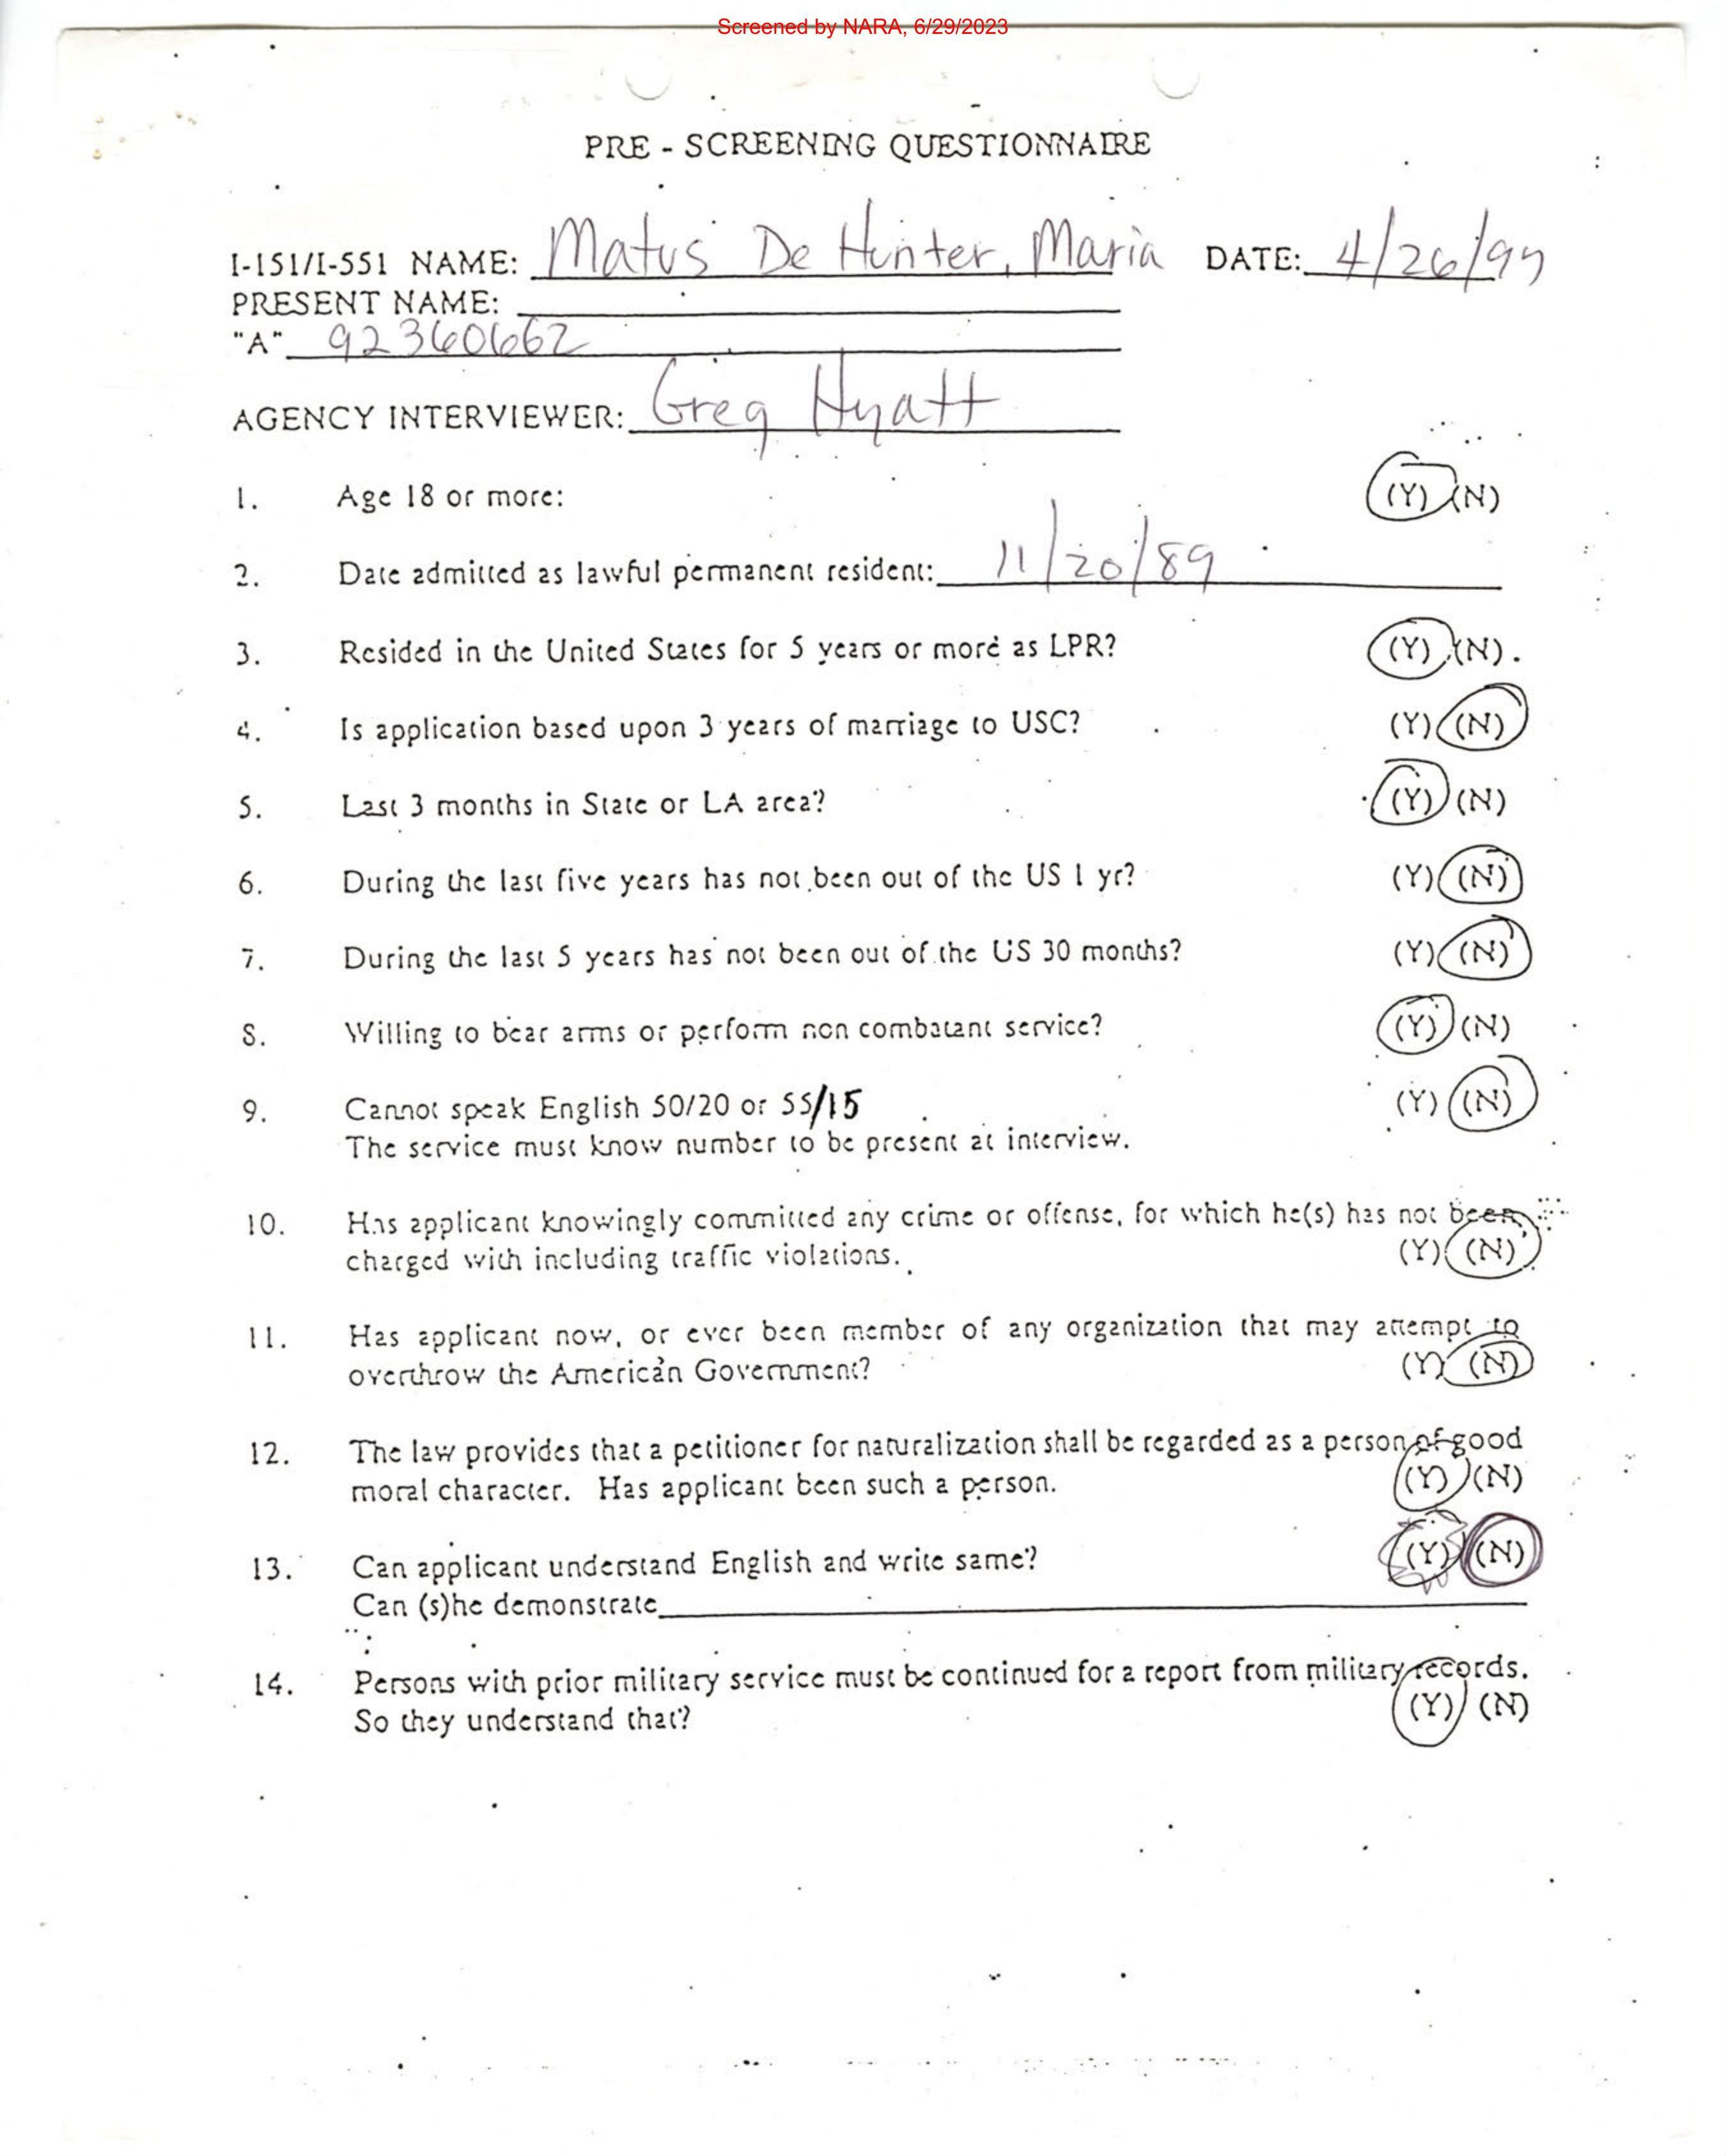 Screened by NARA, 6/29/2023
PRE - SCREENING QUESTIONNAIRE
I-151/I-551 NAME: Matus De Hunter, Maria DATE: 4/26/97
PRESENT NAME:
"A" 92360662
AGENCY INTERVIEWER: Greg Hyatt
1. Age 18 or more: (Y) (N)
2. Date admitted as lawful permanent resident: 11/20/89
3. Resided in the United States for 5 years or more as LPR? (Y) (N).
4. Is application based upon 3 years of marriage to USC? (Y) (N)
5. Last 3 months in State or LA area? (Y) (N)
6. During the last five years has not been out of the US 1 yr? (Y) (N)
7. During the last 5 years has not been out of the US 30 months? (Y) (N)
8. Willing to bear arms or perform non combatant service? (Y) (N)
9. Cannot speak English 50/20 or 55/15 (Y) (N)
The service must know number to be present at interview.
10. Has applicant knowingly committed any crime or offense, for which he(s) has not been
charged with including traffic violations. (Y) (N)
11. Has applicant now, or ever been member of any organization that may attempt to
overthrow the American Government? (Y) (N)
12. The law provides that a petitioner for naturalization shall be regarded as a person of good
moral character. Has applicant been such a person. (Y) (N)
13. Can applicant understand English and write same? (Y) (N)
Can (s)he demonstrate
14. Persons with prior military service must be continued for a report from military records.
So they understand that? (Y) (N)